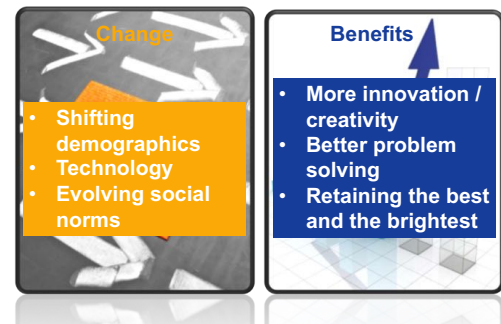 Change
• Shifting
demographics
• Technology
• Evolving social
norms
Benefits
• More innovation /
creativity
• Better problem
solving
• Retaining the best
and the brightest